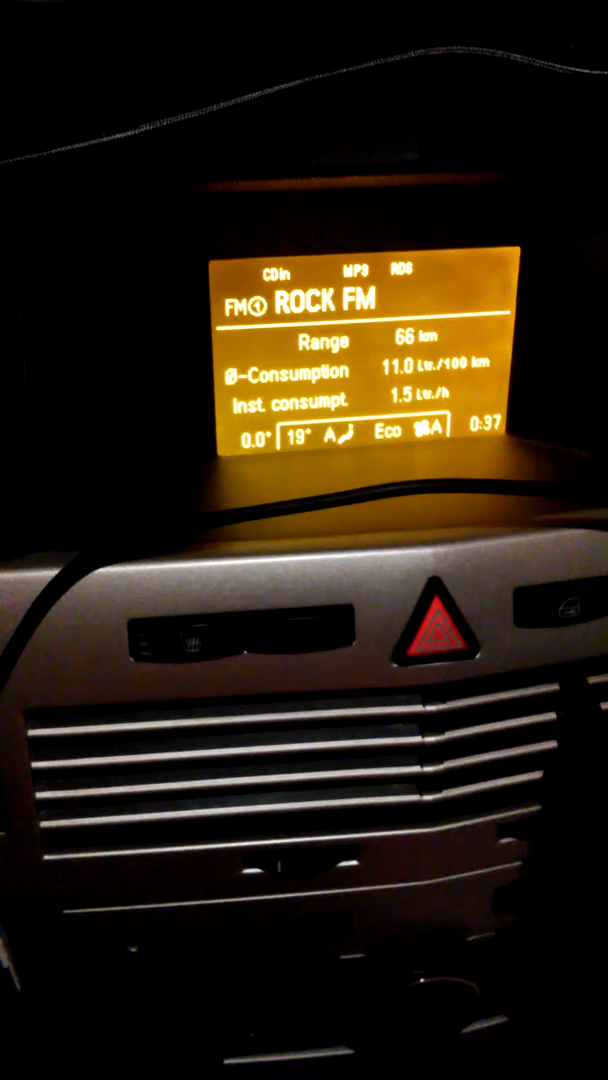 CDin MP3 RDS
FM① ROCK FM
Range 66 km
Ø-Consumption 11.0 Ltr./100 km
Inst. consumpt. 1.5 Ltr./h
0.0° 19° A Eco A 0:37